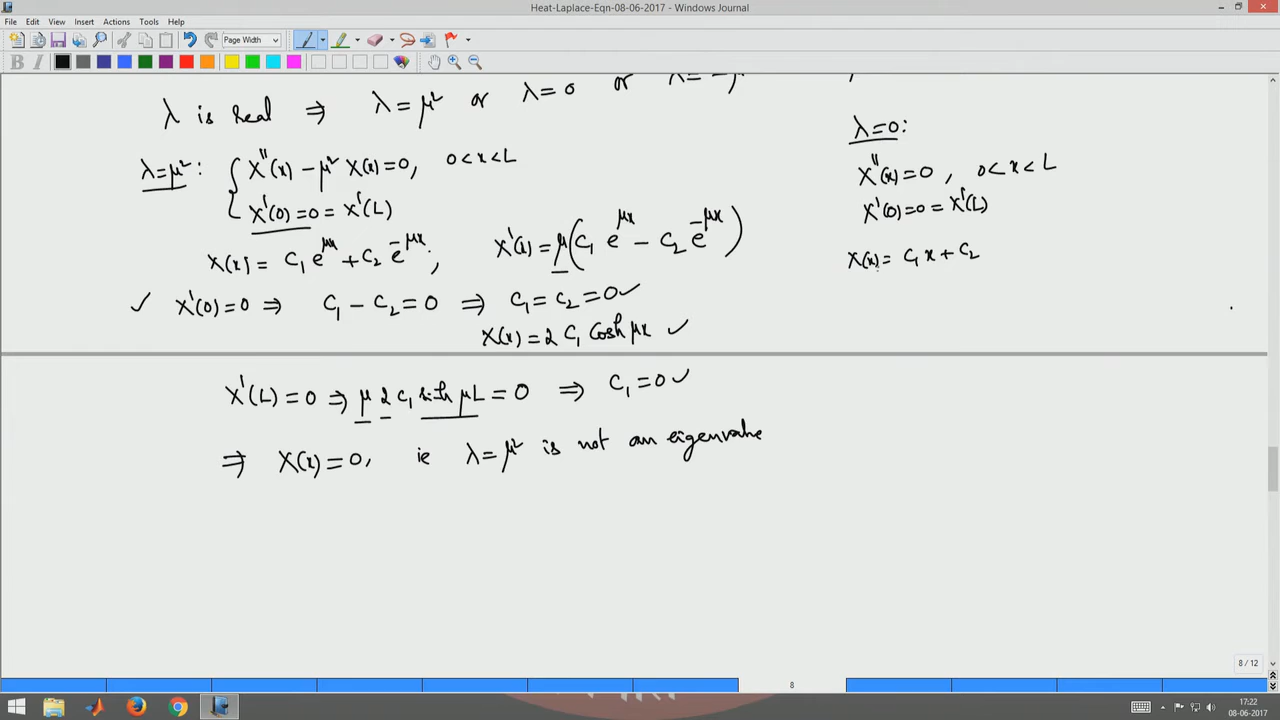 Heat-Laplace-Eqn-08-06-2017 - Windows Journal
File Edit View Insert Actions Tools Help
Page Width
B I
λ is real ⇒ λ = μ² or λ = 0 or
λ=μ²: { X''(x) − μ² X(x) = 0, 0<x<L
X'(0) = 0 = X'(L)
X(x) = C₁ e^{μx} + C₂ e^{-μx}; X'(x) = μ(C₁ e^{μx} − C₂ e^{-μx})
✓ X'(0) = 0 ⇒ C₁ − C₂ = 0 ⇒ C₁ = C₂ = 0 ✓
X(x) = 2 C₁ Cosh μx ✓
X'(L) = 0 ⇒ μ 2 C₁ sinh μL = 0 ⇒ C₁ = 0 ✓
⇒ X(x) = 0, ie λ = μ² is not an eigenvalue
λ=0:
X''(x) = 0, 0<x<L
X'(0) = 0 = X'(L)
X(x) = C₁ x + C₂
8 / 12
8
17:22
08-06-2017